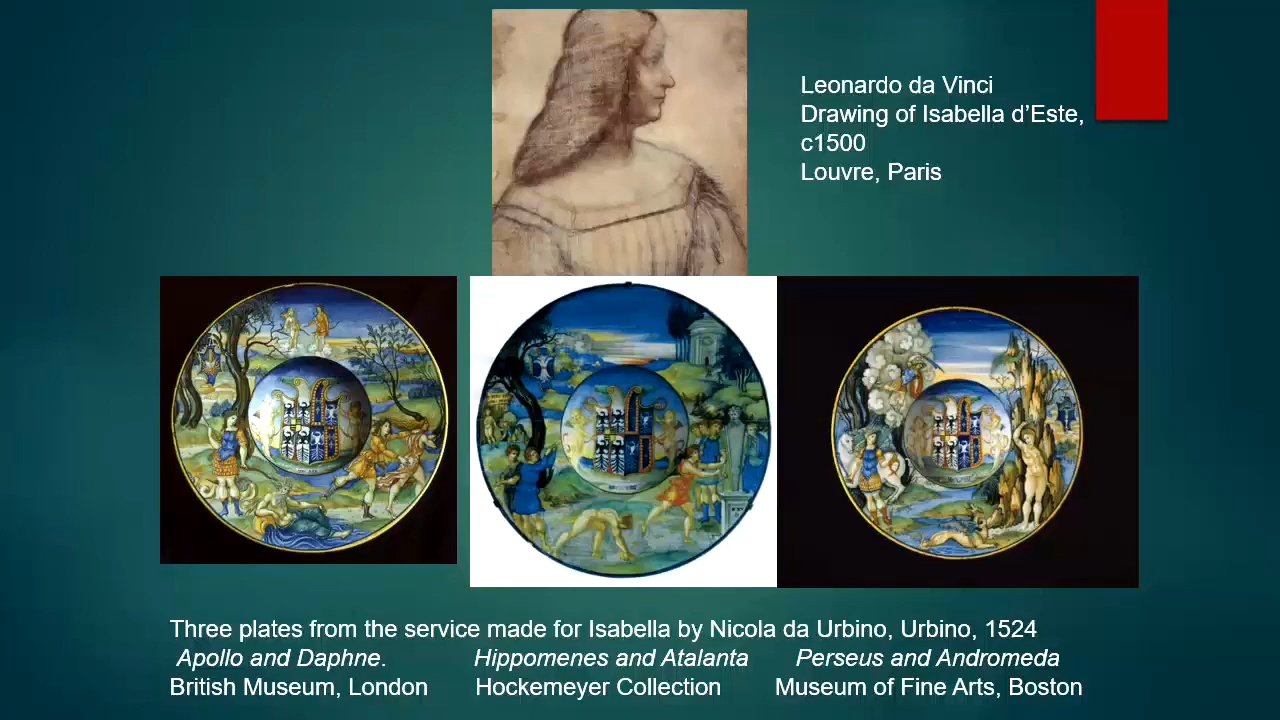 Leonardo da Vinci
Drawing of Isabella d’Este,
c1500
Louvre, Paris
Three plates from the service made for Isabella by Nicola da Urbino, Urbino, 1524
Apollo and Daphne. Hippomenes and Atalanta Perseus and Andromeda
British Museum, London Hockemeyer Collection Museum of Fine Arts, Boston